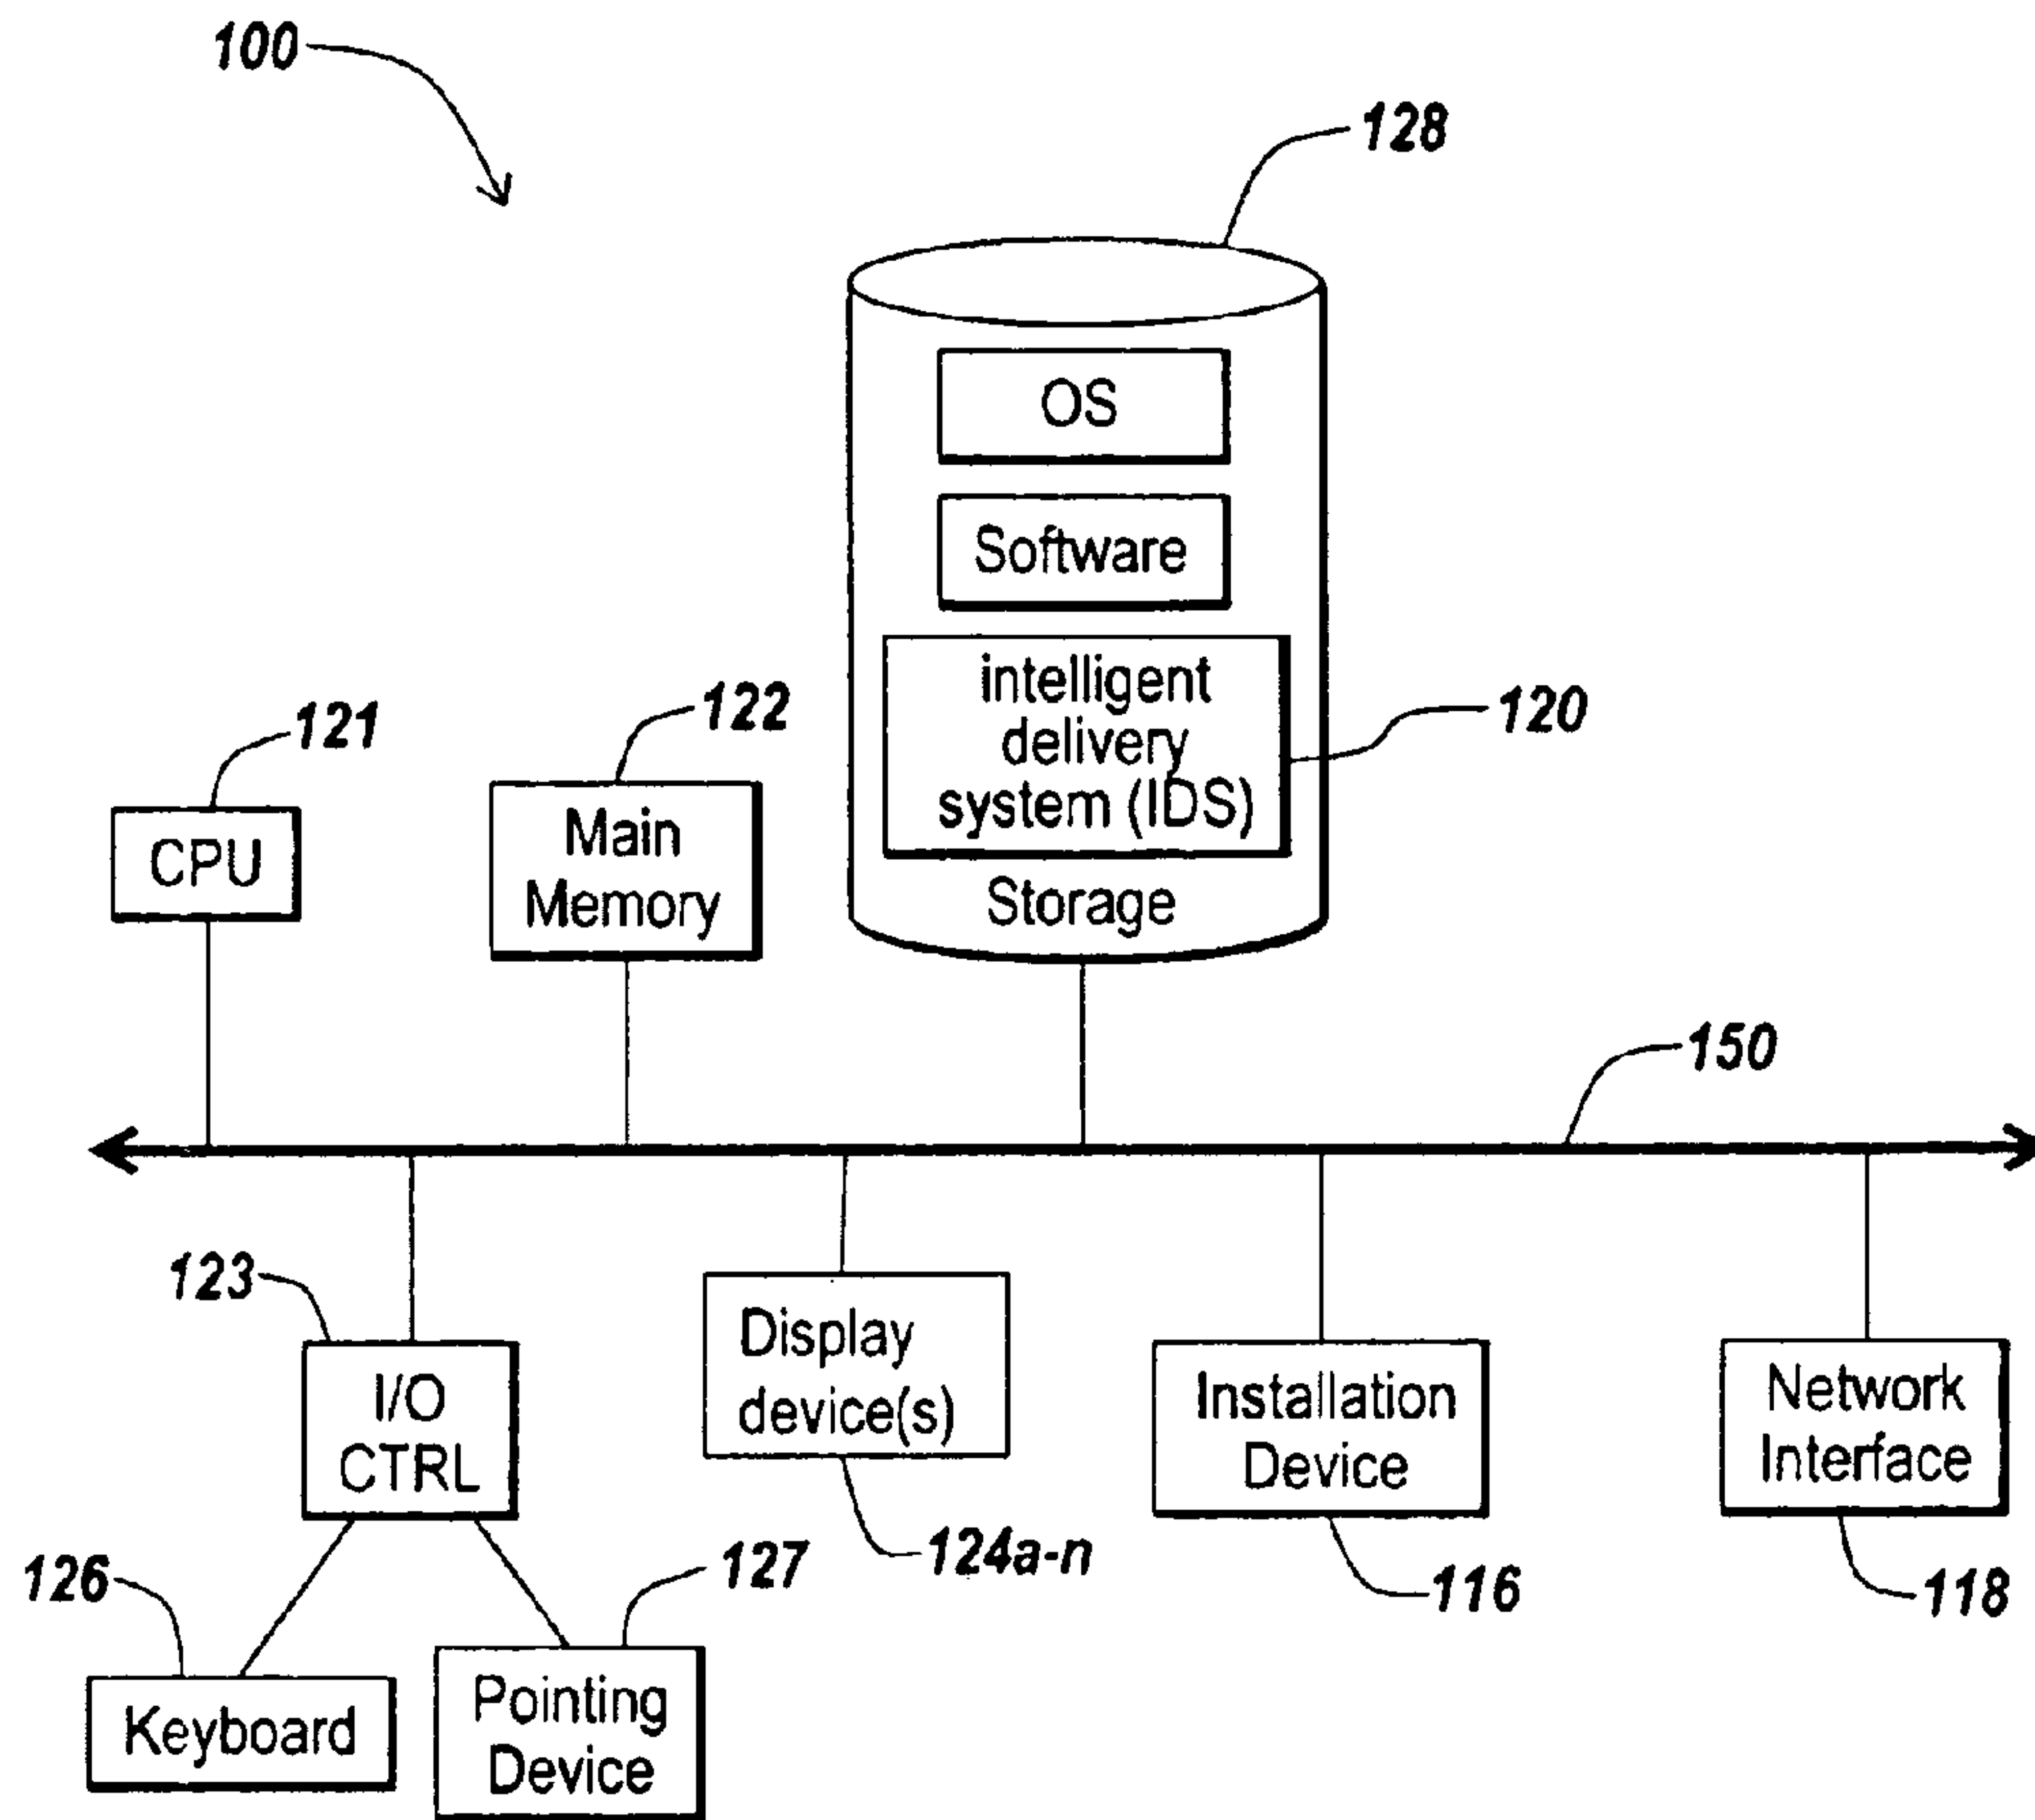 100
128
OS
Software
intelligent
delivery
system (IDS)
120
Storage
121
CPU
122
Main
Memory
150
123
I/O
CTRL
Display
device(s)
124a-n
Installation
Device
116
Network
Interface
118
126
Keyboard
127
Pointing
Device